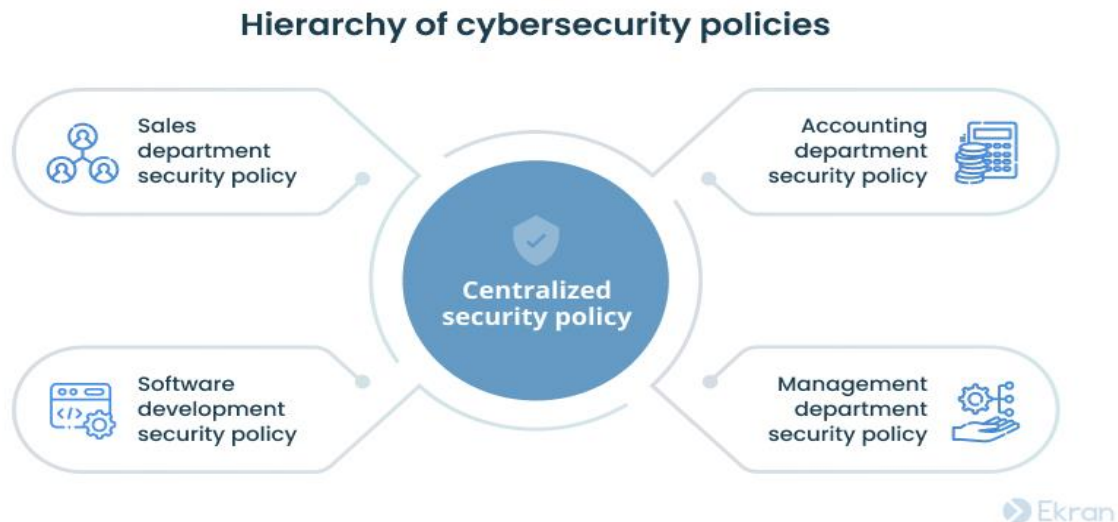 Hierarchy of cybersecurity policies
Sales
department
security policy
Accounting
department
security policy
Centralized
security policy
Software
development
security policy
Management
department
security policy
Ekran